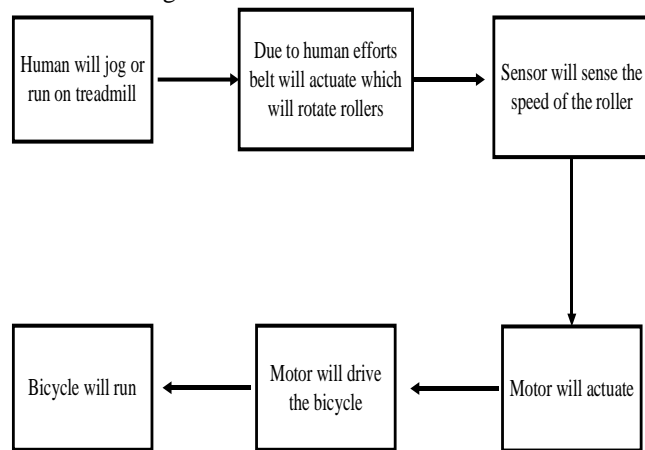 Human will jog or
run on treadmill
Due to human efforts
belt will actuate which
will rotate rollers
Sensor will sense the
speed of the roller
Motor will actuate
Motor will drive
the bicycle
Bicycle will run